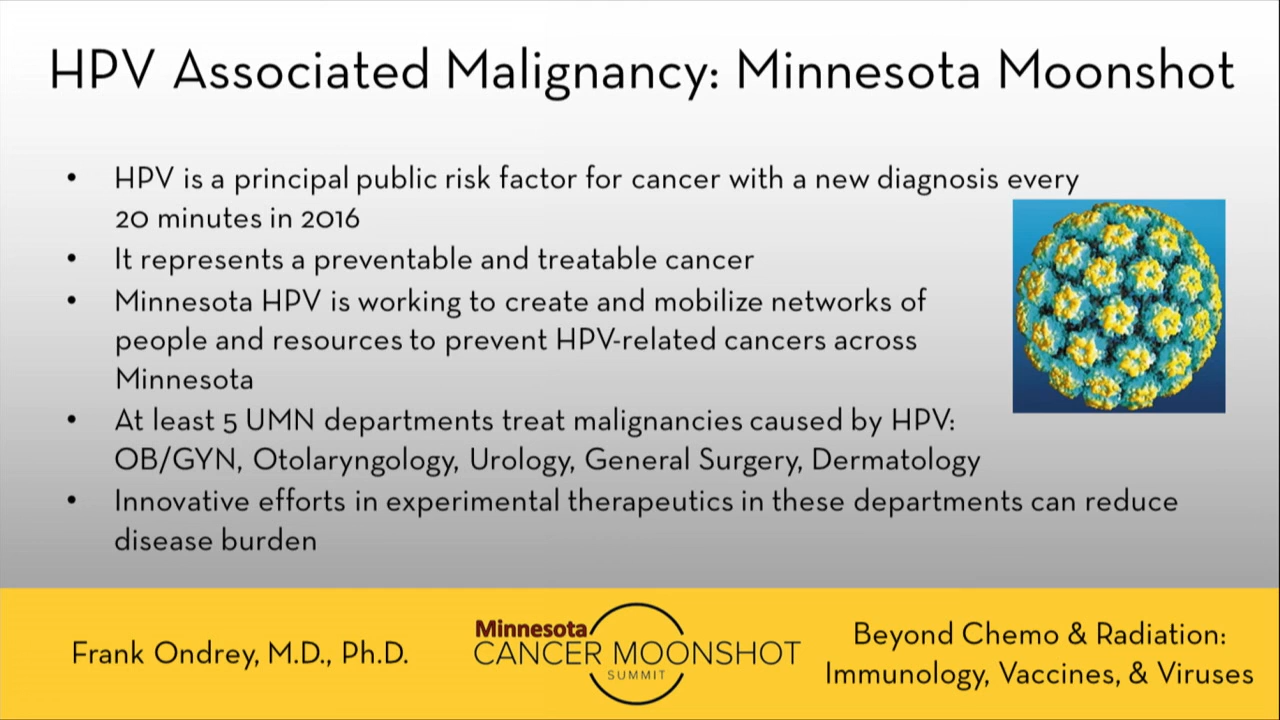 HPV Associated Malignancy: Minnesota Moonshot
• HPV is a principal public risk factor for cancer with a new diagnosis every
20 minutes in 2016
• It represents a preventable and treatable cancer
• Minnesota HPV is working to create and mobilize networks of
people and resources to prevent HPV-related cancers across
Minnesota
• At least 5 UMN departments treat malignancies caused by HPV:
OB/GYN, Otolaryngology, Urology, General Surgery, Dermatology
• Innovative efforts in experimental therapeutics in these departments can reduce
disease burden
Frank Ondrey, M.D., Ph.D.
Minnesota
CANCER MOONSHOT
SUMMIT
Beyond Chemo & Radiation:
Immunology, Vaccines, & Viruses